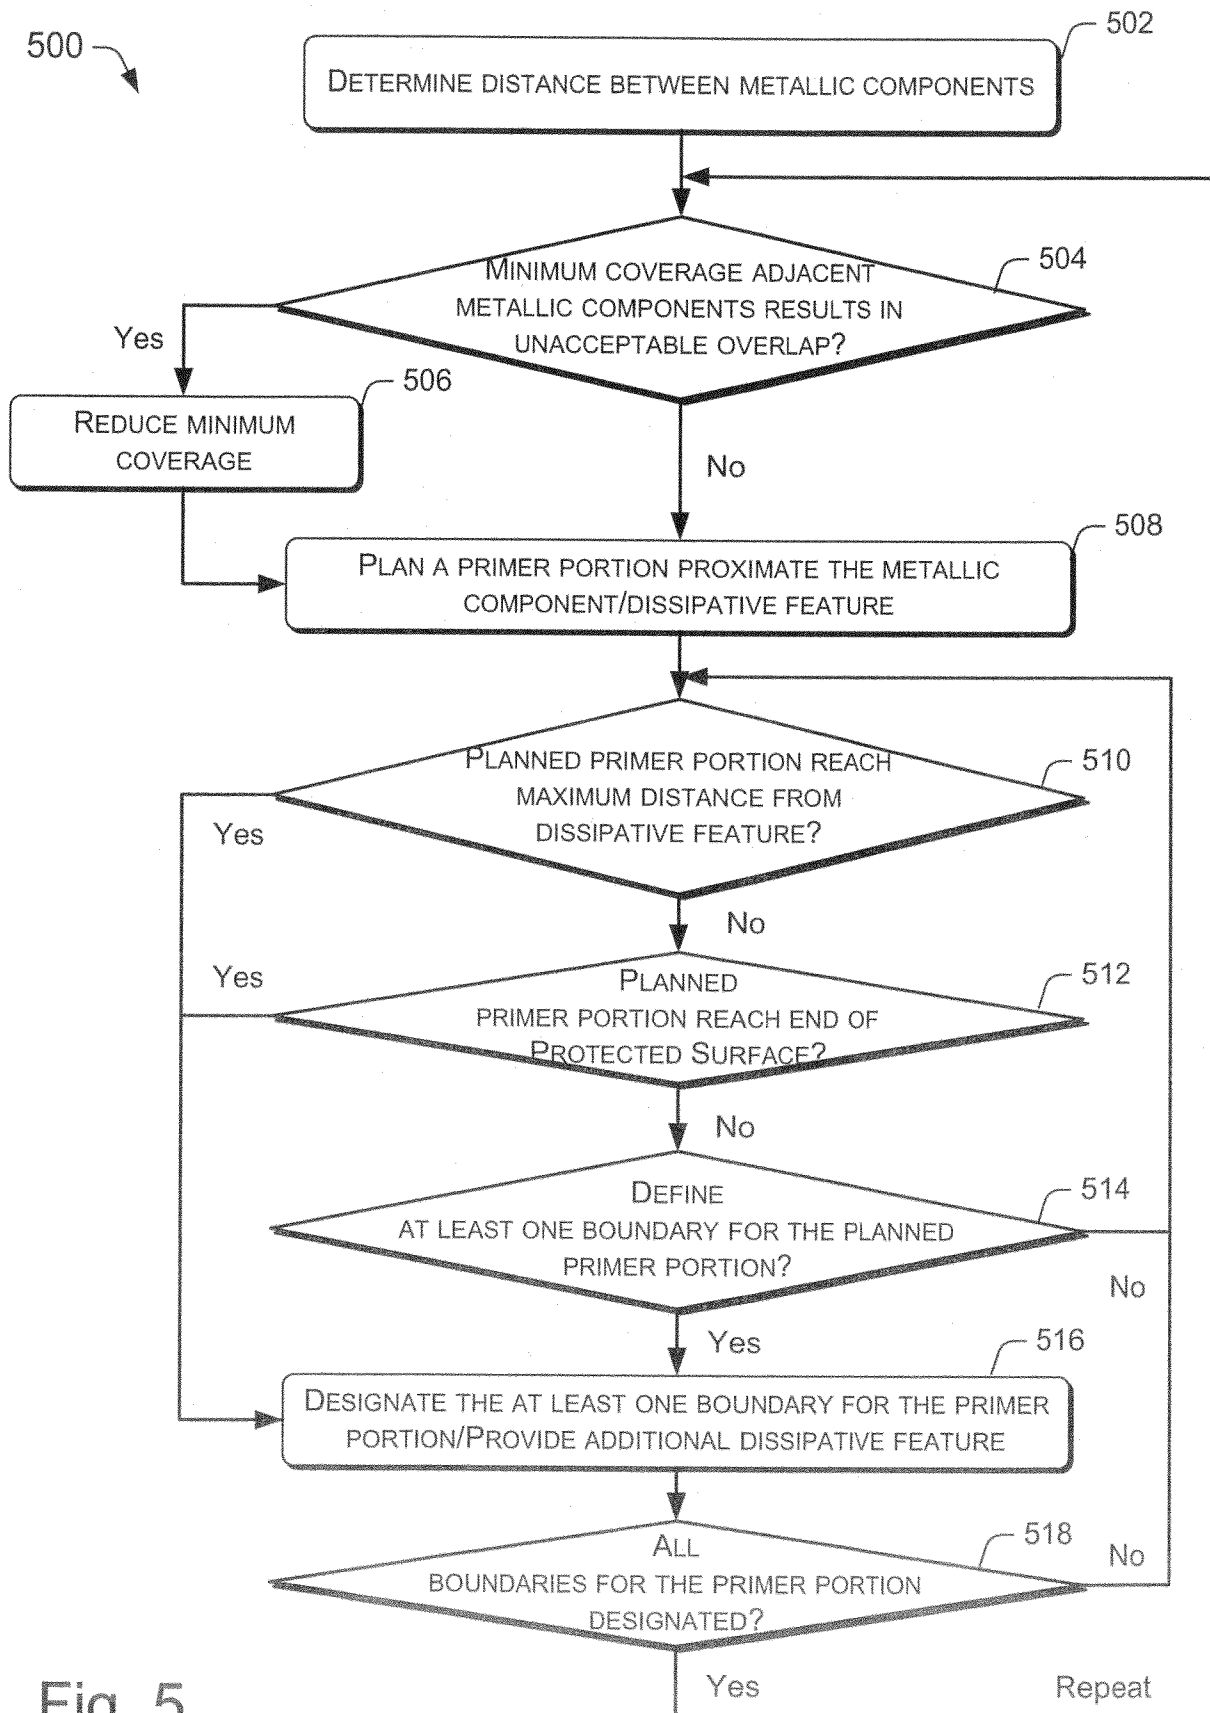 502
500
DETERMINE DISTANCE BETWEEN METALLIC COMPONENTS
504
MINIMUM COVERAGE ADJACENT
METALLIC COMPONENTS RESULTS IN
UNACCEPTABLE OVERLAP?
Yes
506
REDUCE MINIMUM
COVERAGE
No
508
PLAN A PRIMER PORTION PROXIMATE THE METALLIC
COMPONENT/DISSIPATIVE FEATURE
510
PLANNED PRIMER PORTION REACH
MAXIMUM DISTANCE FROM
DISSIPATIVE FEATURE?
Yes
No
512
Yes
PLANNED
PRIMER PORTION REACH END OF
PROTECTED SURFACE?
No
514
DEFINE
AT LEAST ONE BOUNDARY FOR THE PLANNED
PRIMER PORTION?
No
Yes
516
DESIGNATE THE AT LEAST ONE BOUNDARY FOR THE PRIMER
PORTION/PROVIDE ADDITIONAL DISSIPATIVE FEATURE
518
ALL
BOUNDARIES FOR THE PRIMER PORTION
DESIGNATED?
No
Yes
Repeat
Fig. 5